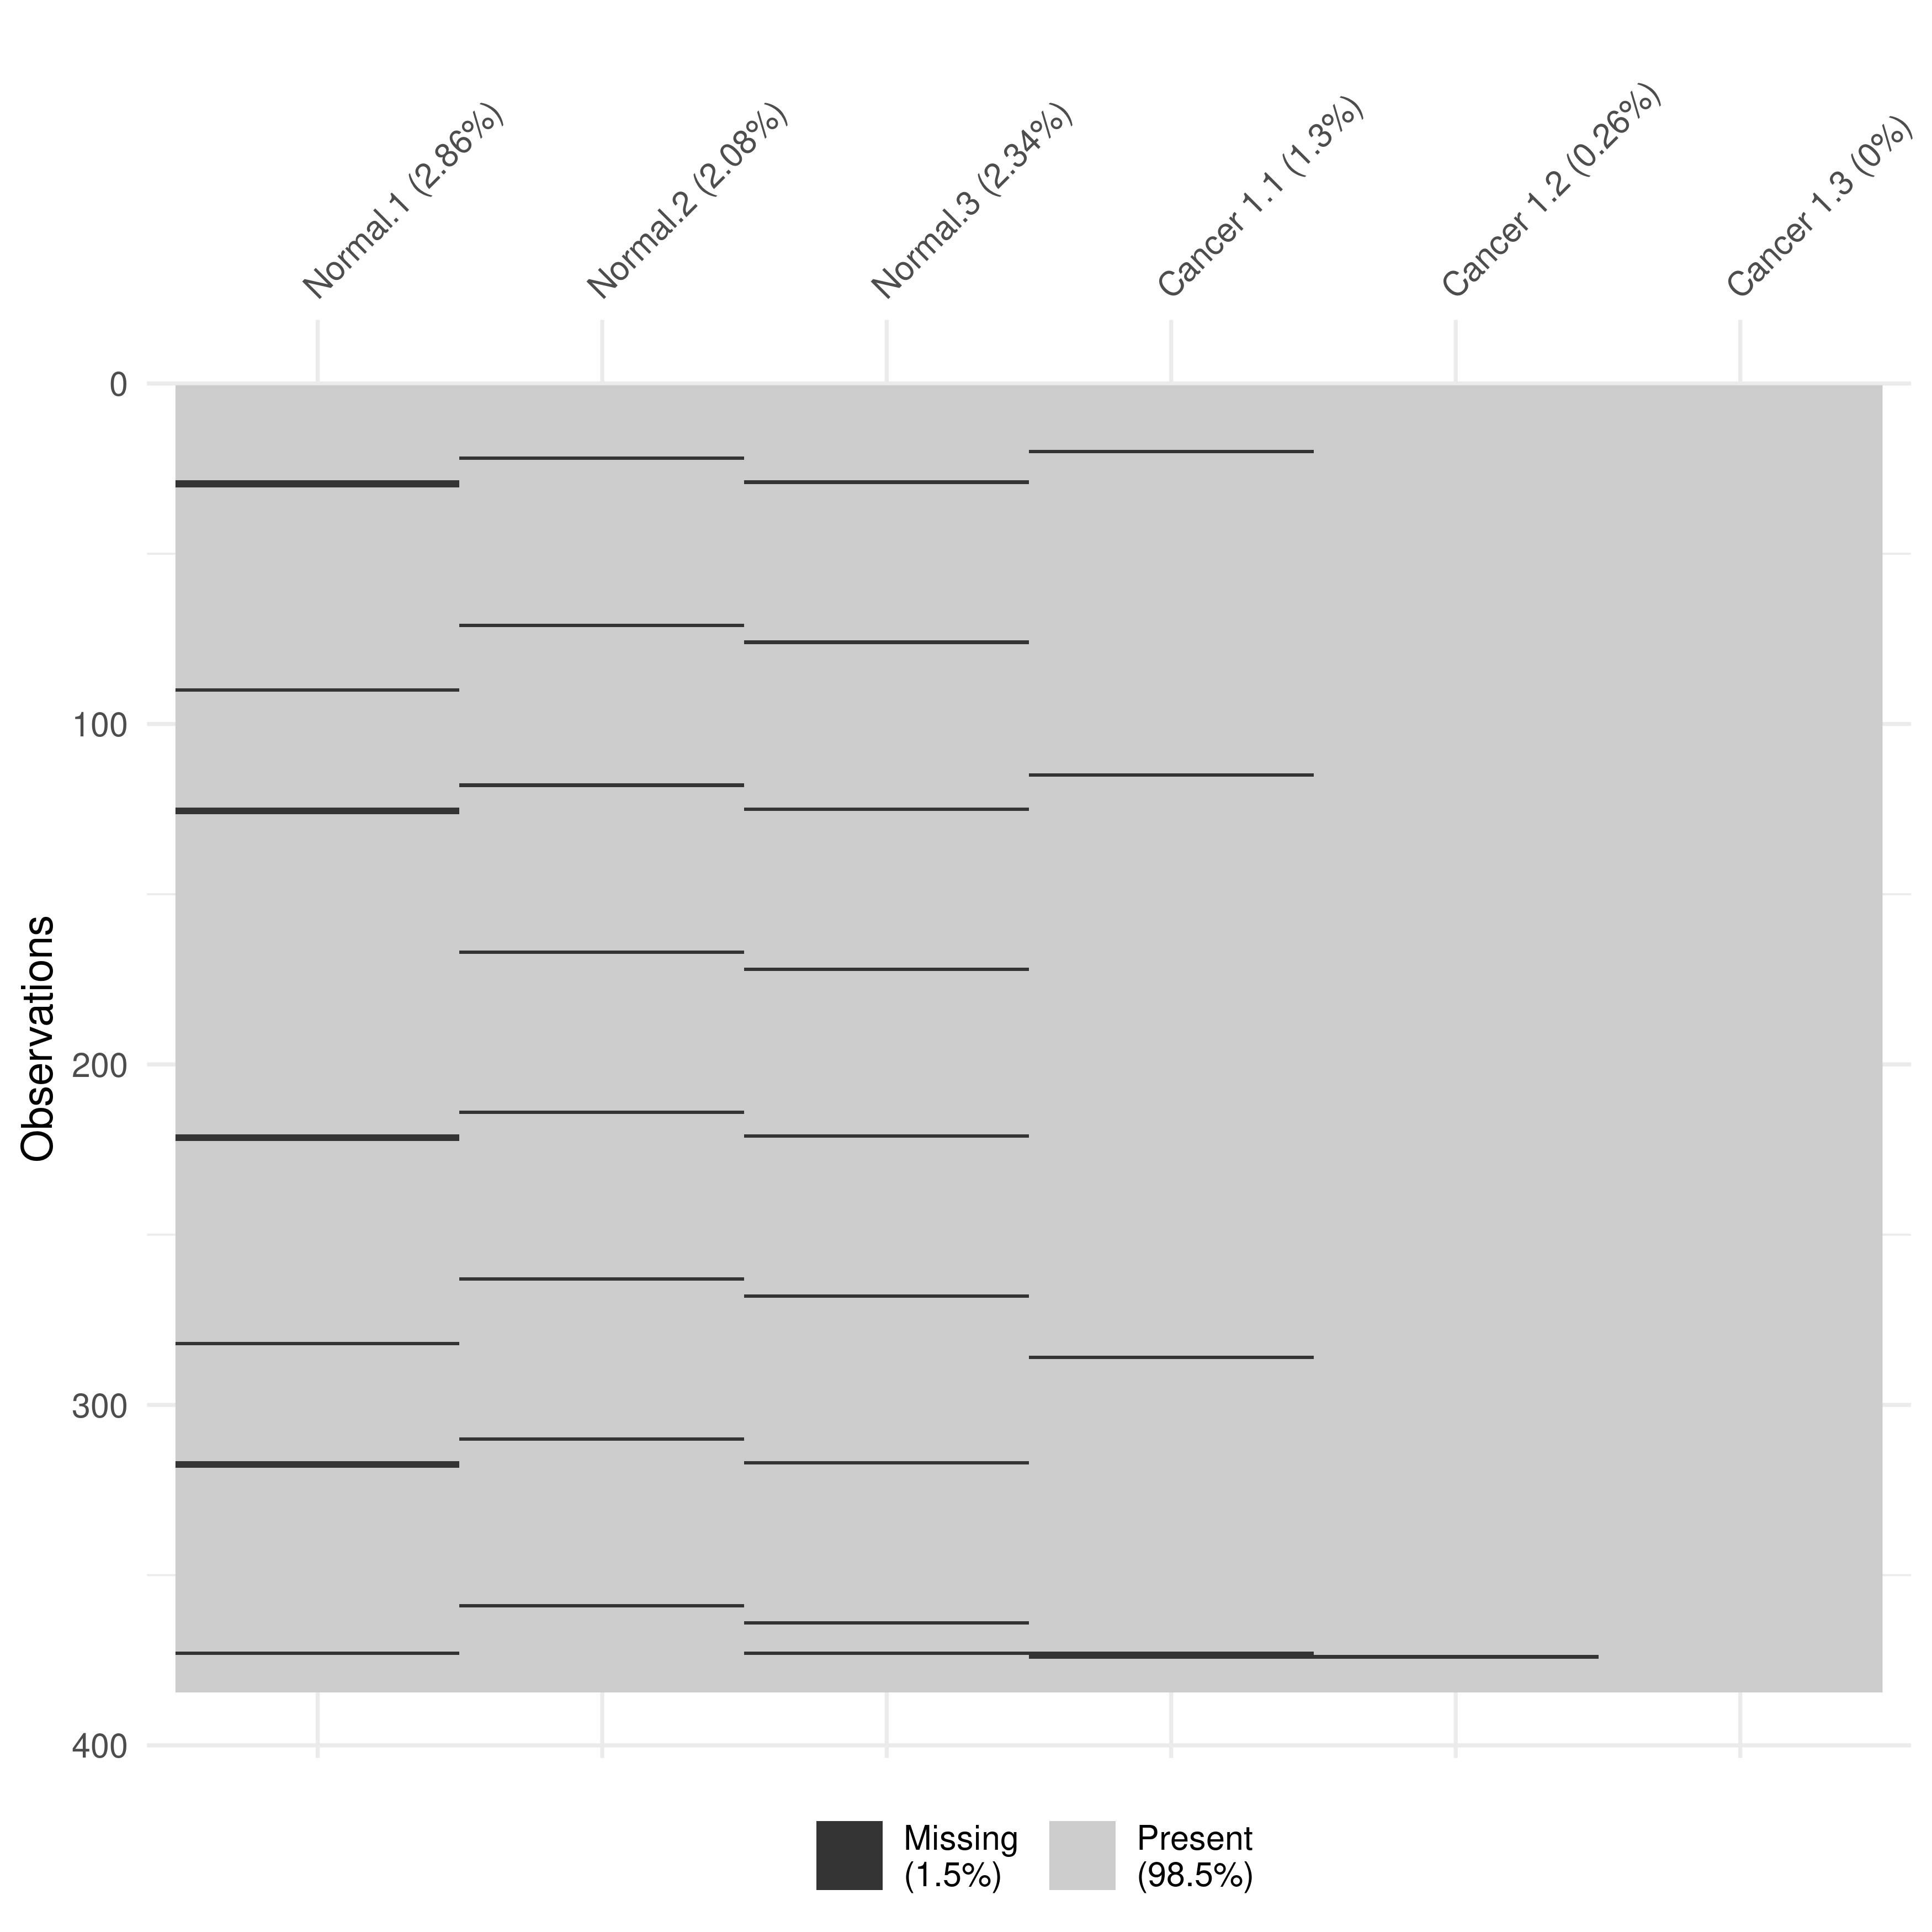 Normal.1 (2.86%)
Normal.2 (2.08%)
Normal.3 (2.34%)
Cancer 1.1 (1.3%)
Cancer 1.2 (0.26%)
Cancer 1.3 (0%)
0
100
200
300
400
Observations
Missing
(1.5%)
Present
(98.5%)